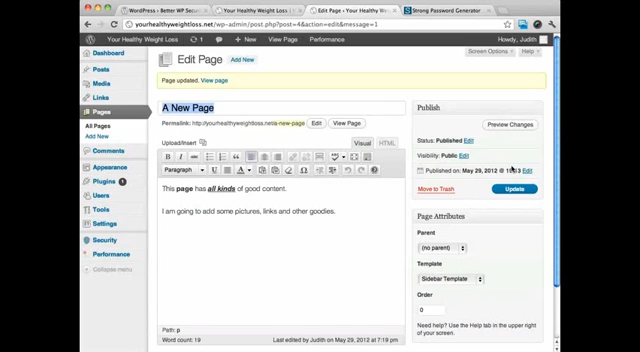 WordPress › Better WP Secu
Your Healthy Weight Loss |
Edit Page ‹ Your Healthy We
Strong Password Generator
yourhealthyweightloss.net/wp-admin/post.php?post=4&action=edit&message=1
Your Healthy Weight Loss 1 + New View Page Performance Howdy, Judith
Screen Options Help
Dashboard
Posts
Media
Links
Pages
All Pages
Add New
Comments
Appearance
Plugins 1
Users
Tools
Settings
Security
Performance
Collapse menu
Edit Page Add New
Page updated. View page
A New Page
Permalink: http://yourhealthyweightloss.net/a-new-page Edit View Page
Upload/Insert Visual HTML
B I ABC
ABC
Paragraph U A
This page has all kinds of good content.
I am going to add some pictures, links and other goodies.
Path: p
Word count: 19 Last edited by Judith on May 29, 2012 at 7:19 pm
Publish
Preview Changes
Status: Published Edit
Visibility: Public Edit
Published on: May 29, 2012 @ Edit
Move to Trash Update
Page Attributes
Parent
(no parent)
Template
Sidebar Template
Order
0
Need help? Use the Help tab in the upper right
of your screen.